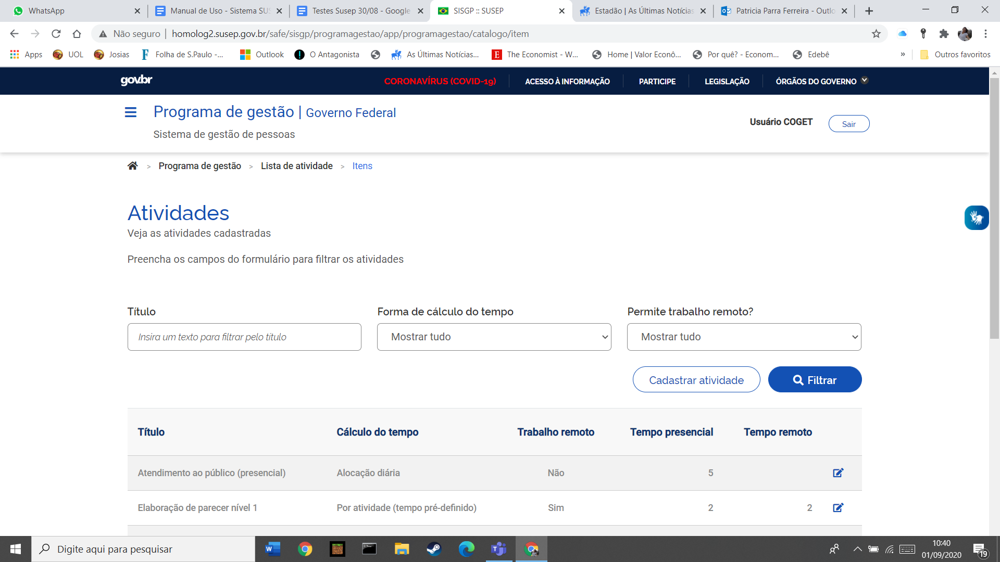 WhatsApp
Manual de Uso - Sistema SUS
Testes Susep 30/08 - Google
SISGP :: SUSEP
Estadão | As Últimas Notícias
Patricia Parra Ferreira - Outlo
Não seguro | homolog2.susep.gov.br/safe/sisgp/programagestao/app/programagestao/catalogo/item
Apps
UOL
Josias
Folha de S.Paulo -...
Outlook
O Antagonista
As Últimas Notícias...
The Economist - W...
Home | Valor Econô...
Por quê? - Econom...
Edebê
»
Outros favoritos
gov.br
CORONAVÍRUS (COVID-19)
ACESSO À INFORMAÇÃO
PARTICIPE
LEGISLAÇÃO
ÓRGÃOS DO GOVERNO
Programa de gestão | Governo Federal
Sistema de gestão de pessoas
Usuário COGET
Sair
> Programa de gestão > Lista de atividade > Itens
Atividades
Veja as atividades cadastradas
Preencha os campos do formulário para filtrar os atividades
Título
Forma de cálculo do tempo
Permite trabalho remoto?
Insira um texto para filtrar pelo título
Mostrar tudo
Mostrar tudo
Cadastrar atividade
Filtrar
Título Cálculo do tempo Trabalho remoto Tempo presencial Tempo remoto
Atendimento ao público (presencial) Alocação diária Não 5
Elaboração de parecer nível 1 Por atividade (tempo pré-definido) Sim 2 2
Digite aqui para pesquisar
10:40
01/09/2020
19